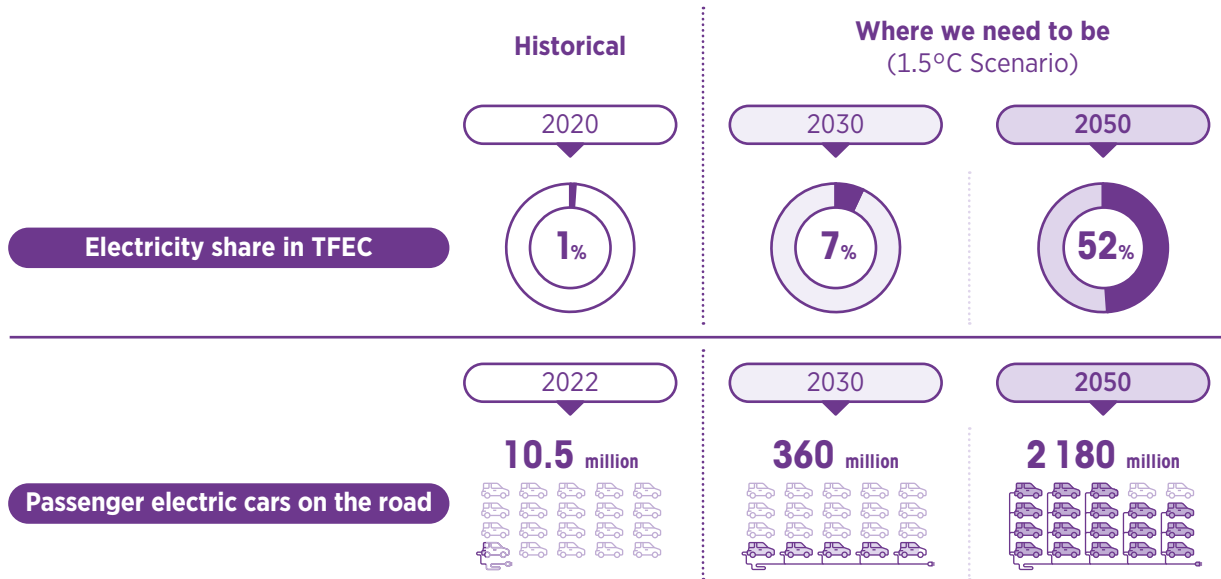 Historical
Where we need to be
(1.5°C Scenario)
2020
2030
2050
Electricity share in TFEC
1%
7%
52%
2022
2030
2050
10.5 million
360 million
2 180 million
Passenger electric cars on the road